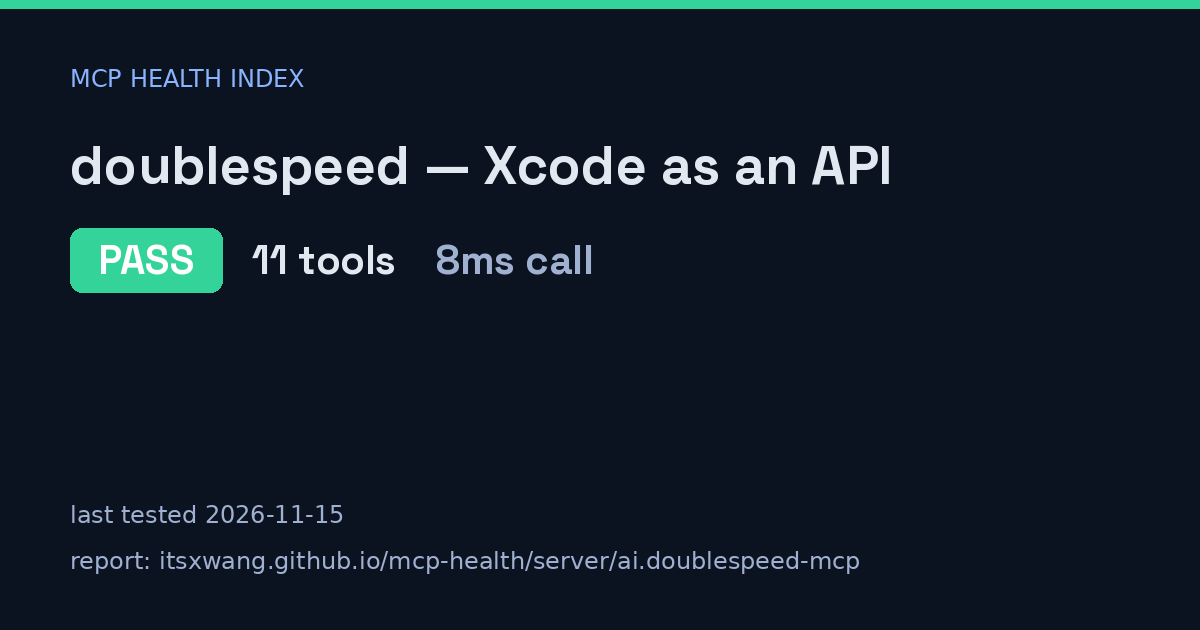 MCP HEALTH INDEX
doublespeed — Xcode as an API
PASS 11 tools 8ms call
last tested 2026-11-15
report: itsxwang.github.io/mcp-health/server/ai.doublespeed-mcp